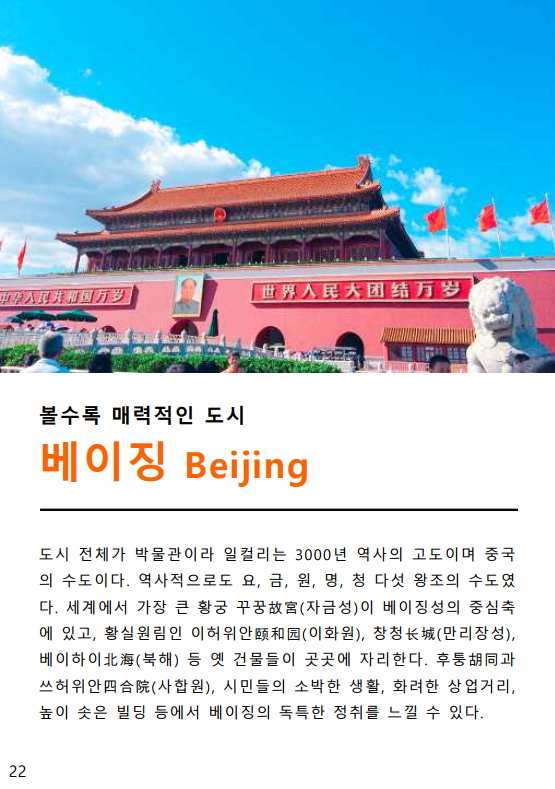 中华人民共和国万岁
世界人民大团结万岁
볼수록 매력적인 도시
베이징 Beijing
도시 전체가 박물관이라 일컬리는 3000년 역사의 고도이며 중국
의 수도이다. 역사적으로도 요, 금, 원, 명, 청 다섯 왕조의 수도였
다. 세계에서 가장 큰 황궁 꾸꿍故宮(자금성)이 베이징성의 중심축
에 있고, 황실원림인 이허위안颐和园(이화원), 창청长城(만리장성),
베이하이北海(북해) 등 옛 건물들이 곳곳에 자리한다. 후퉁胡同과
쓰허위안四合院(사합원), 시민들의 소박한 생활, 화려한 상업거리,
높이 솟은 빌딩 등에서 베이징의 독특한 정취를 느낄 수 있다.
22